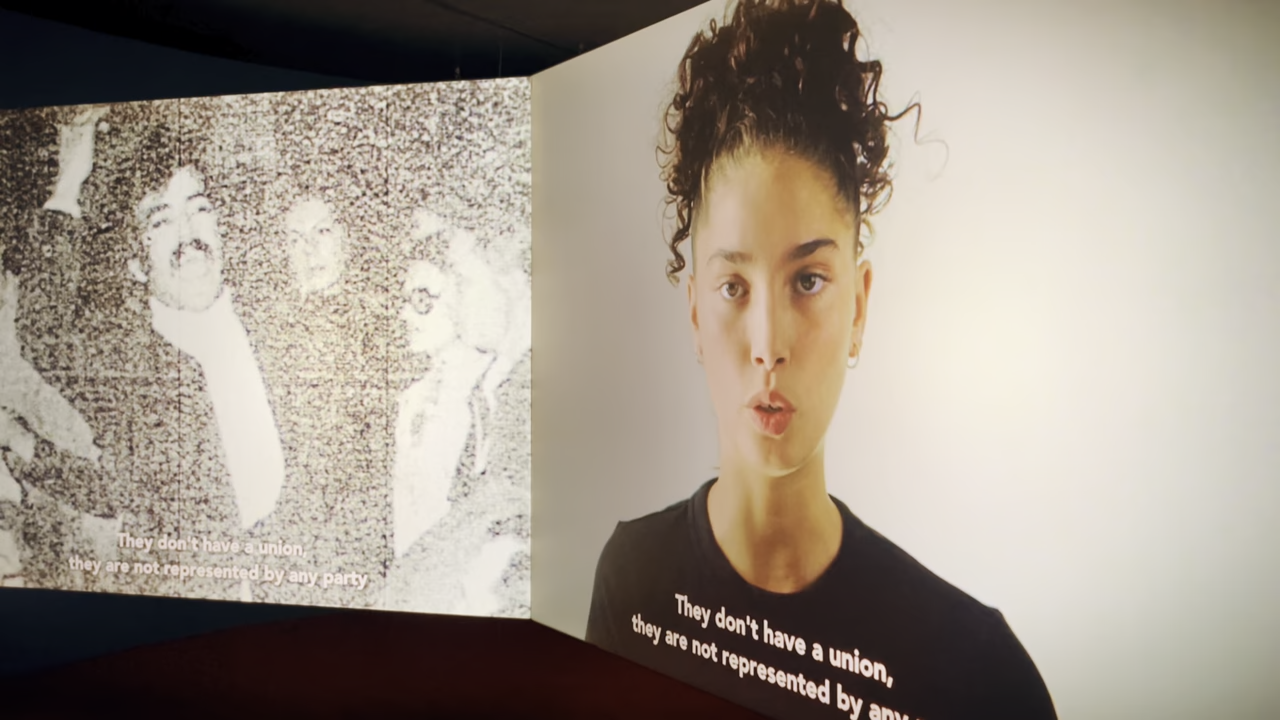 They don't have a union,
they are not represented by any party
They don't have a union,
they are not represented by any